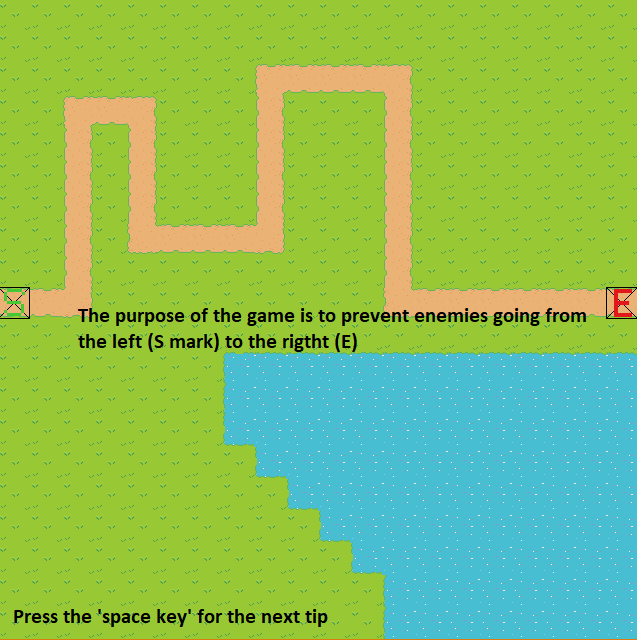 S
E
The purpose of the game is to prevent enemies going from
the left (S mark) to the rigtht (E)
Press the 'space key' for the next tip